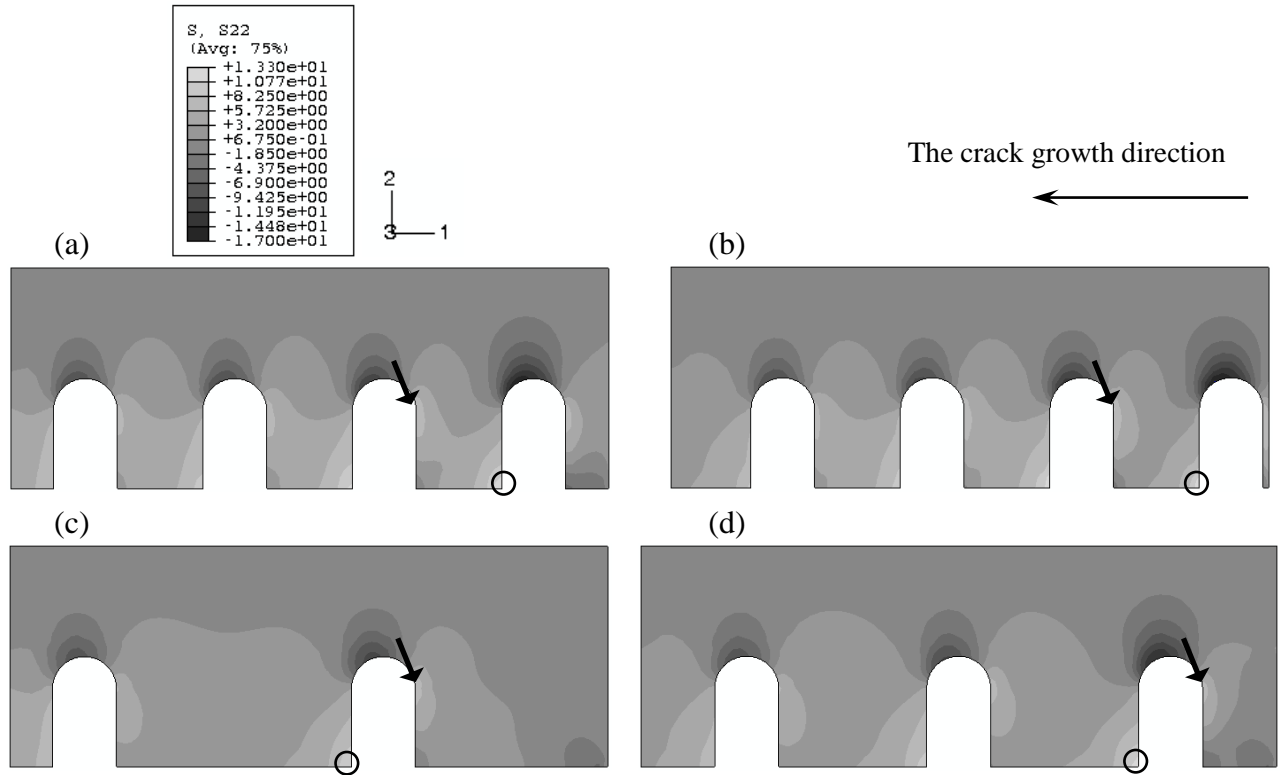 S, S22
(Avg: 75%)
+1.330e+01
+1.077e+01
+8.250e+00
+5.725e+00
+3.200e+00
+6.750e-01
-1.850e+00
-4.375e+00
-6.900e+00
-9.425e+00
-1.195e+01
-1.448e+01
-1.700e+01
2
3 1
The crack growth direction
(a)
(b)
(c)
(d)